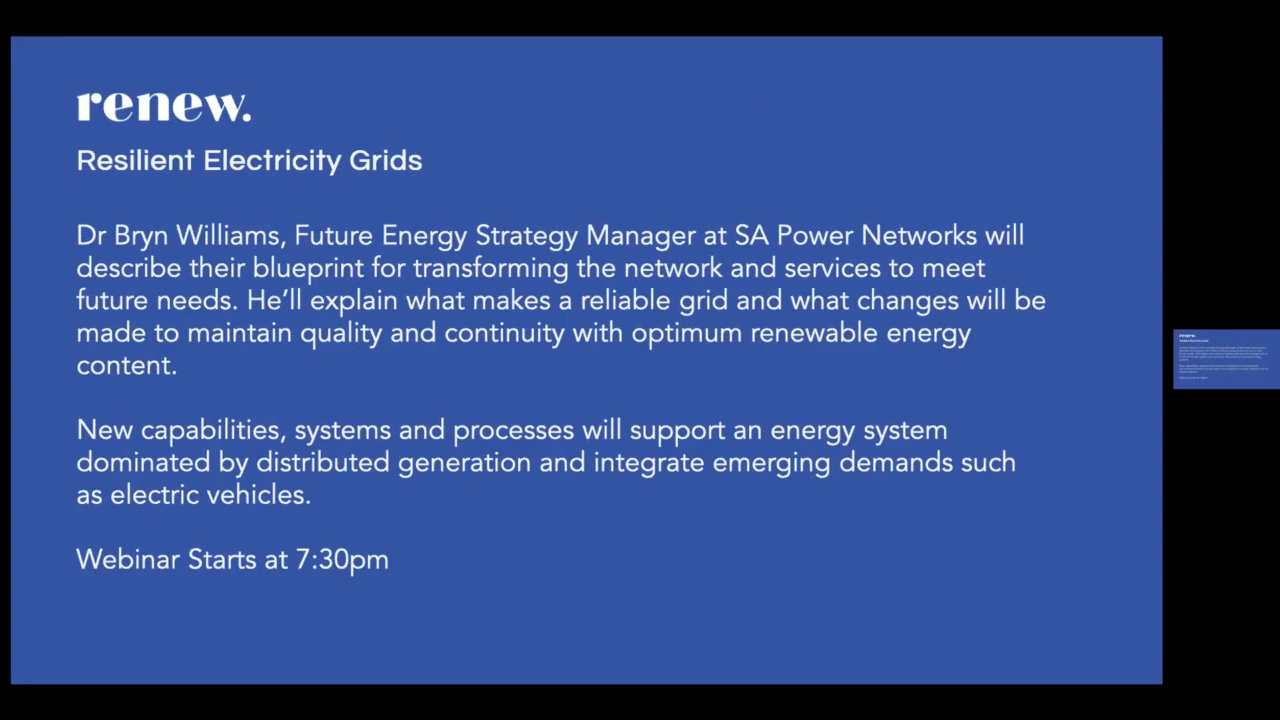 renew.
Resilient Electricity Grids
Dr Bryn Williams, Future Energy Strategy Manager at SA Power Networks will
describe their blueprint for transforming the network and services to meet
future needs. He’ll explain what makes a reliable grid and what changes will be
made to maintain quality and continuity with optimum renewable energy
content.
New capabilities, systems and processes will support an energy system
dominated by distributed generation and integrate emerging demands such
as electric vehicles.
Webinar Starts at 7:30pm